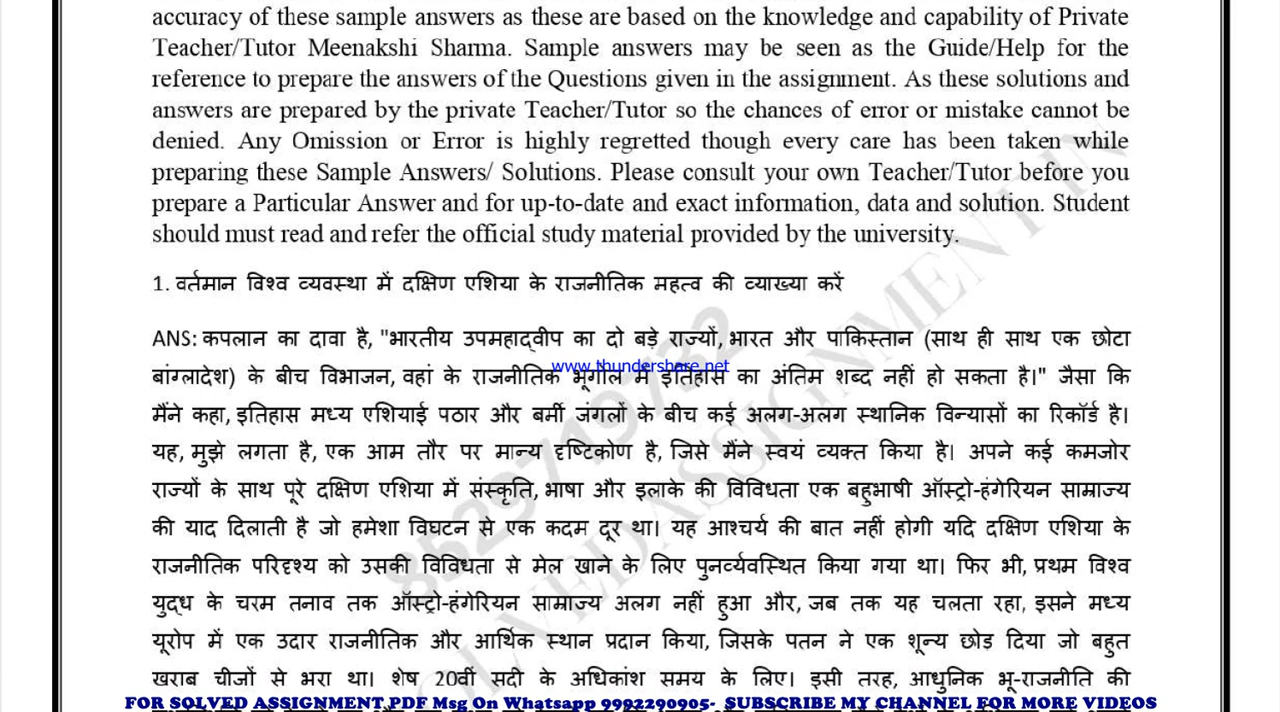 accuracy of these sample answers as these are based on the knowledge and capability of Private
Teacher/Tutor Meenakshi Sharma. Sample answers may be seen as the Guide/Help for the
reference to prepare the answers of the Questions given in the assignment. As these solutions and
answers are prepared by the private Teacher/Tutor so the chances of error or mistake cannot be
denied. Any Omission or Error is highly regretted though every care has been taken while
preparing these Sample Answers/ Solutions. Please consult your own Teacher/Tutor before you
prepare a Particular Answer and for up-to-date and exact information, data and solution. Student
should must read and refer the official study material provided by the university.
1. वर्तमान विश्व व्यवस्था में दक्षिण एशिया के राजनीतिक महत्व की व्याख्या करें
ANS: कपलान का दावा है, "भारतीय उपमहाद्वीप का दो बड़े राज्यों, भारत और पाकिस्तान (साथ ही साथ एक छोटा
www.thundershare.net
बांग्लादेश) के बीच विभाजन, वहां के राजनीतिक भूगोल में इतिहास का अंतिम शब्द नहीं हो सकता है।" जैसा कि
मैंने कहा, इतिहास मध्य एशियाई पठार और बर्मी जंगलों के बीच कई अलग-अलग स्थानिक विन्यासों का रिकॉर्ड है।
यह, मुझे लगता है, एक आम तौर पर मान्य दृष्टिकोण है, जिसे मैंने स्वयं व्यक्त किया है। अपने कई कमजोर
राज्यों के साथ पूरे दक्षिण एशिया में संस्कृति, भाषा और इलाके की विविधता एक बहुभाषी ऑस्ट्रो-हंगेरियन साम्राज्य
की याद दिलाती है जो हमेशा विघटन से एक कदम दूर था। यह आश्चर्य की बात नहीं होगी यदि दक्षिण एशिया के
राजनीतिक परिदृश्य को उसकी विविधता से मेल खाने के लिए पुनर्व्यवस्थित किया गया था। फिर भी, प्रथम विश्व
युद्ध के चरम तनाव तक ऑस्ट्रो-हंगेरियन साम्राज्य अलग नहीं हुआ और, जब तक यह चलता रहा, इसने मध्य
यूरोप में एक उदार राजनीतिक और आर्थिक स्थान प्रदान किया, जिसके पतन ने एक शून्य छोड़ दिया जो बहुत
खराब चीजों से भरा था। शेष 20वीं सदी के अधिकांश समय के लिए। इसी तरह, आधुनिक भू-राजनीति की
FOR SOLVED ASSIGNMENT PDF Msg On Whatsapp 9992290905- SUBSCRIBE MY CHANNEL FOR MORE VIDEOS
8529719732